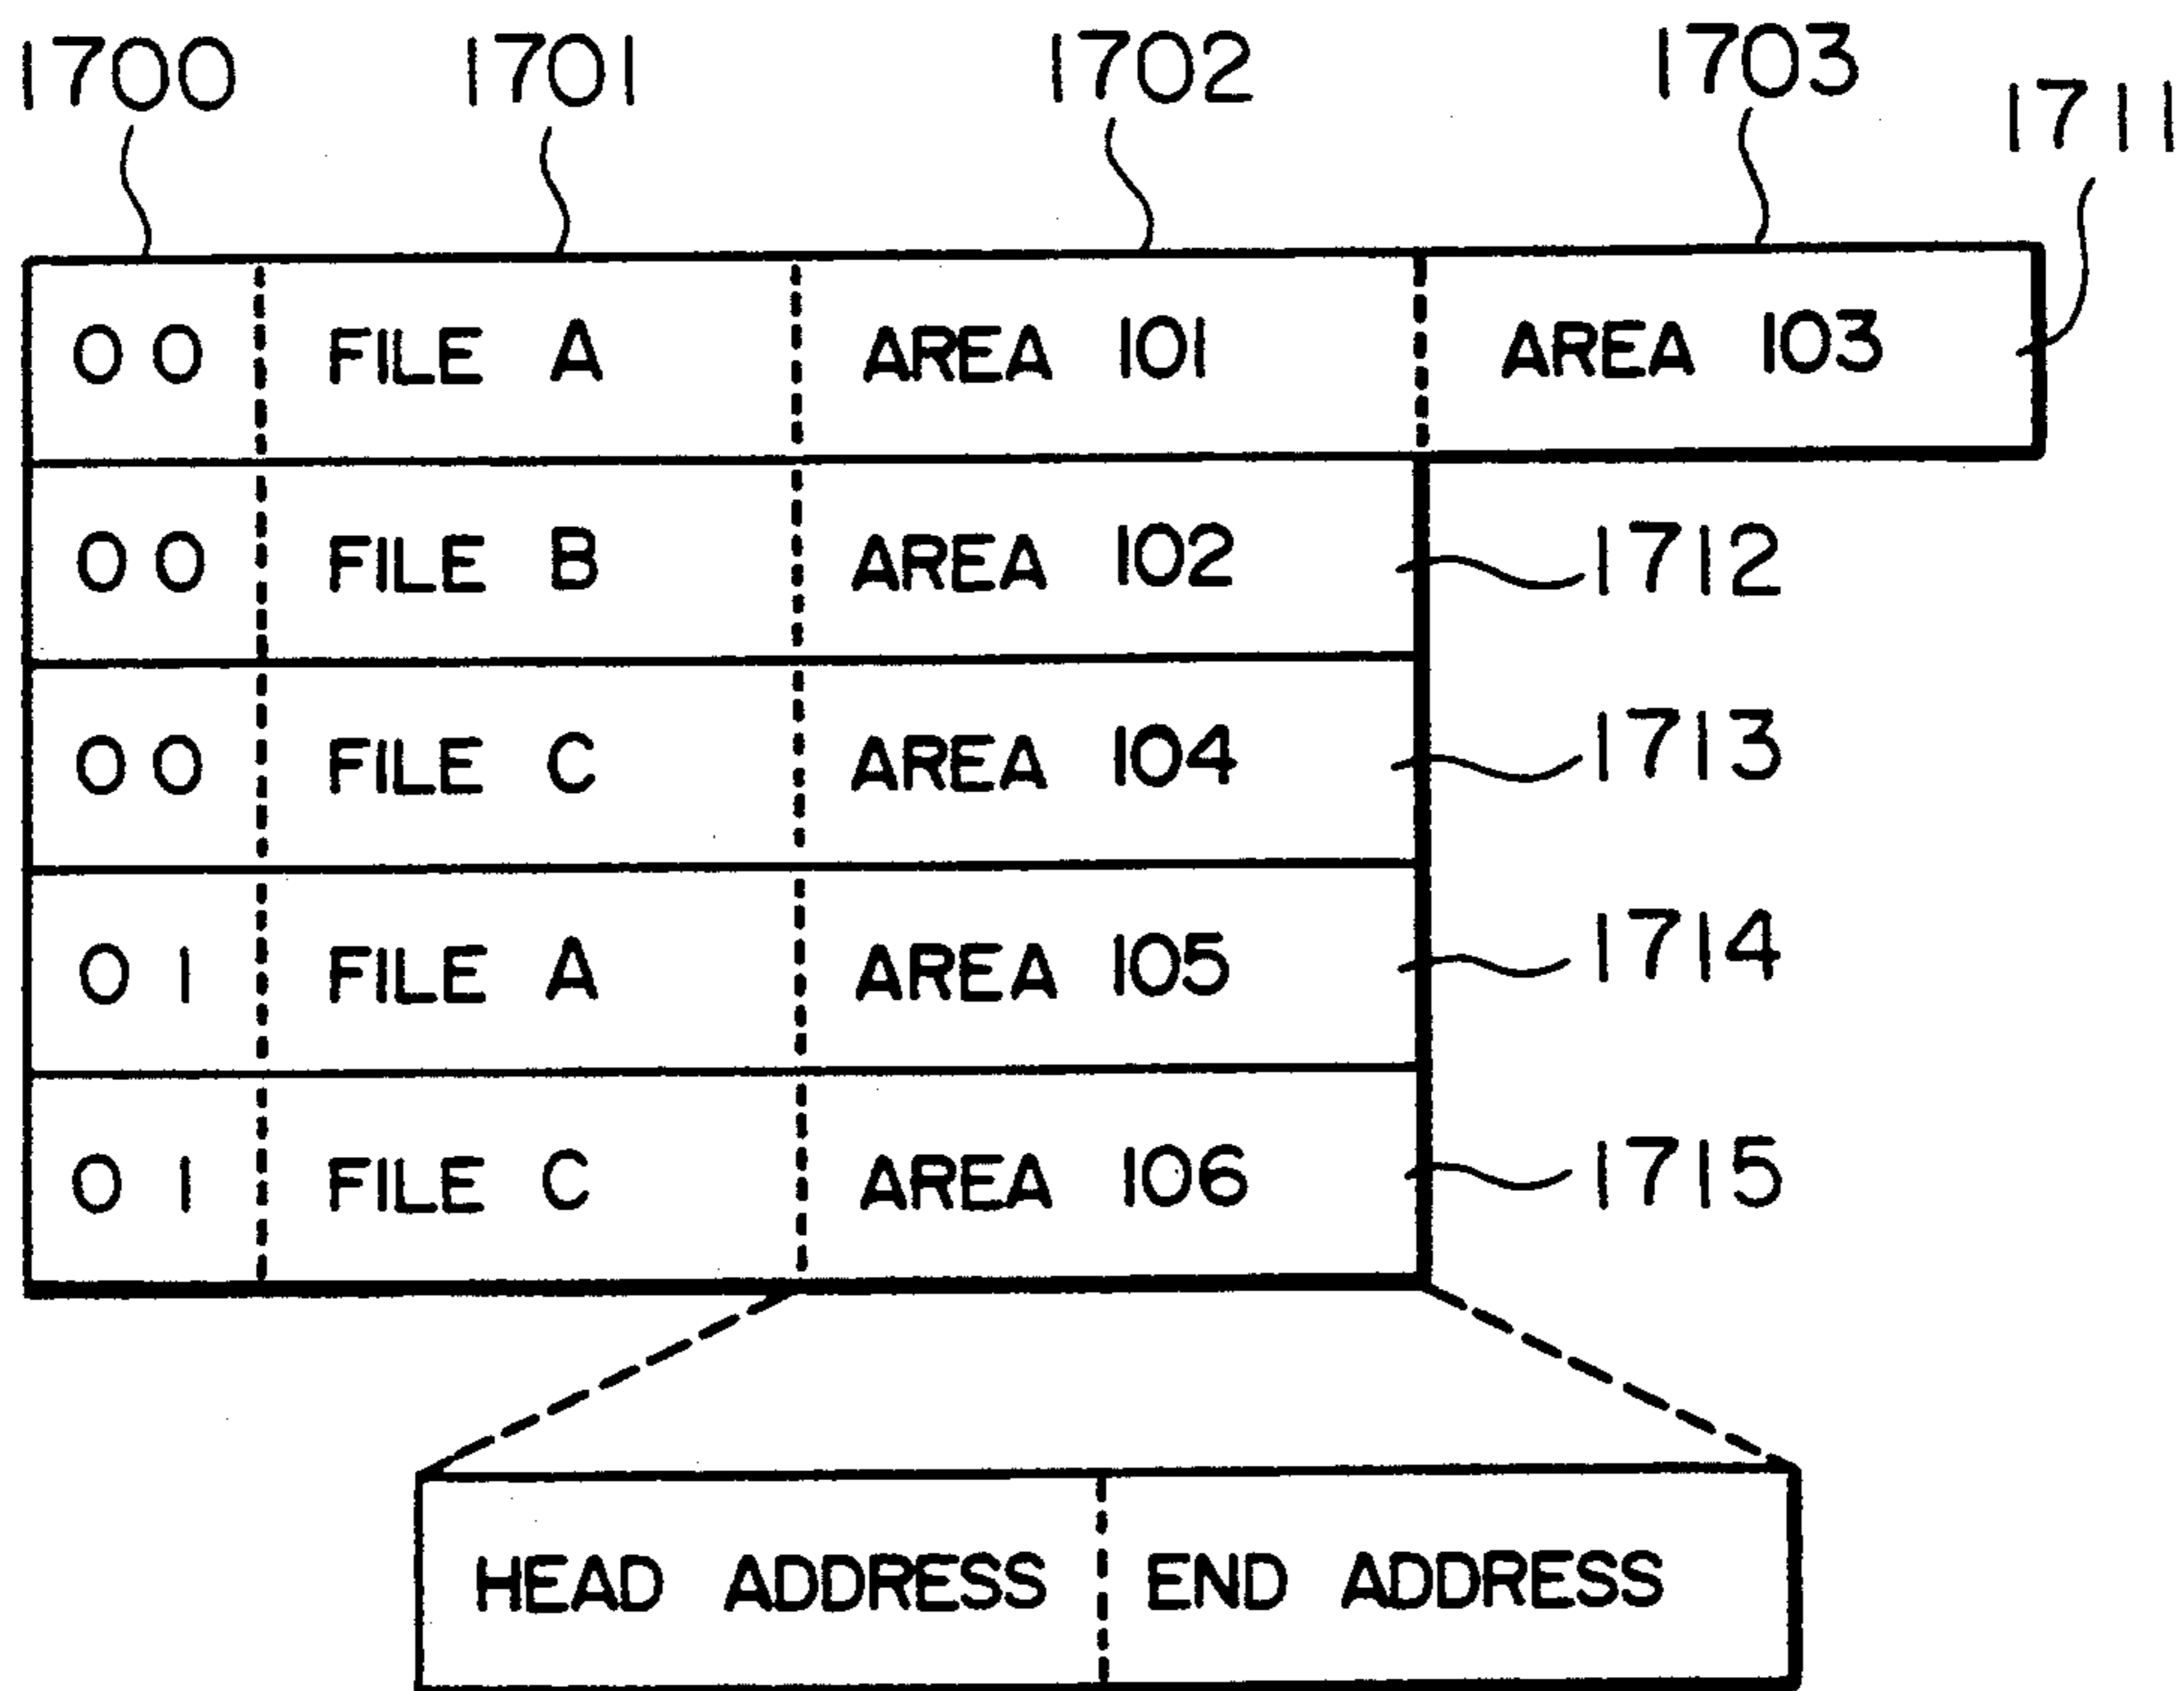 1700 1701 1702 1703 1711
00 FILE A AREA 101 AREA 103
00 FILE B AREA 102 1712
00 FILE C AREA 104 1713
01 FILE A AREA 105 1714
01 FILE C AREA 106 1715
HEAD ADDRESS END ADDRESS